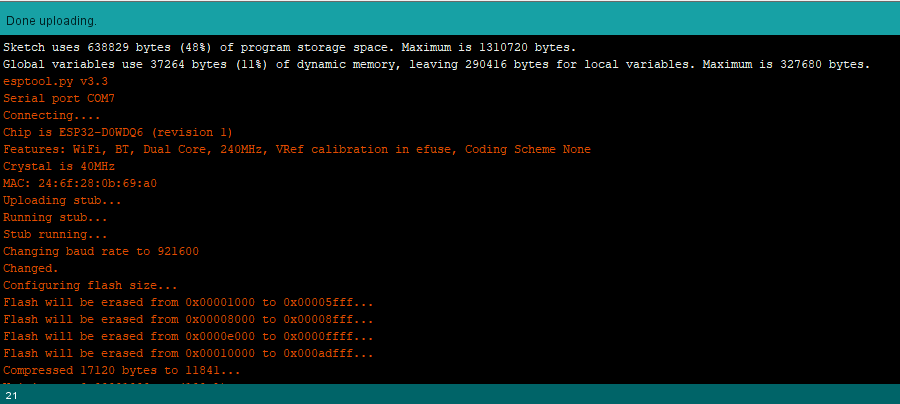 Done uploading.
Sketch uses 638829 bytes (48%) of program storage space. Maximum is 1310720 bytes.
Global variables use 37264 bytes (11%) of dynamic memory, leaving 290416 bytes for local variables. Maximum is 327680 bytes.
esptool.py v3.3
Serial port COM7
Connecting....
Chip is ESP32-D0WDQ6 (revision 1)
Features: WiFi, BT, Dual Core, 240MHz, VRef calibration in efuse, Coding Scheme None
Crystal is 40MHz
MAC: 24:6f:28:0b:69:a0
Uploading stub...
Running stub...
Stub running...
Changing baud rate to 921600
Changed.
Configuring flash size...
Flash will be erased from 0x00001000 to 0x00005fff...
Flash will be erased from 0x00008000 to 0x00008fff...
Flash will be erased from 0x0000e000 to 0x0000ffff...
Flash will be erased from 0x00010000 to 0x000adfff...
Compressed 17120 bytes to 11841...
21